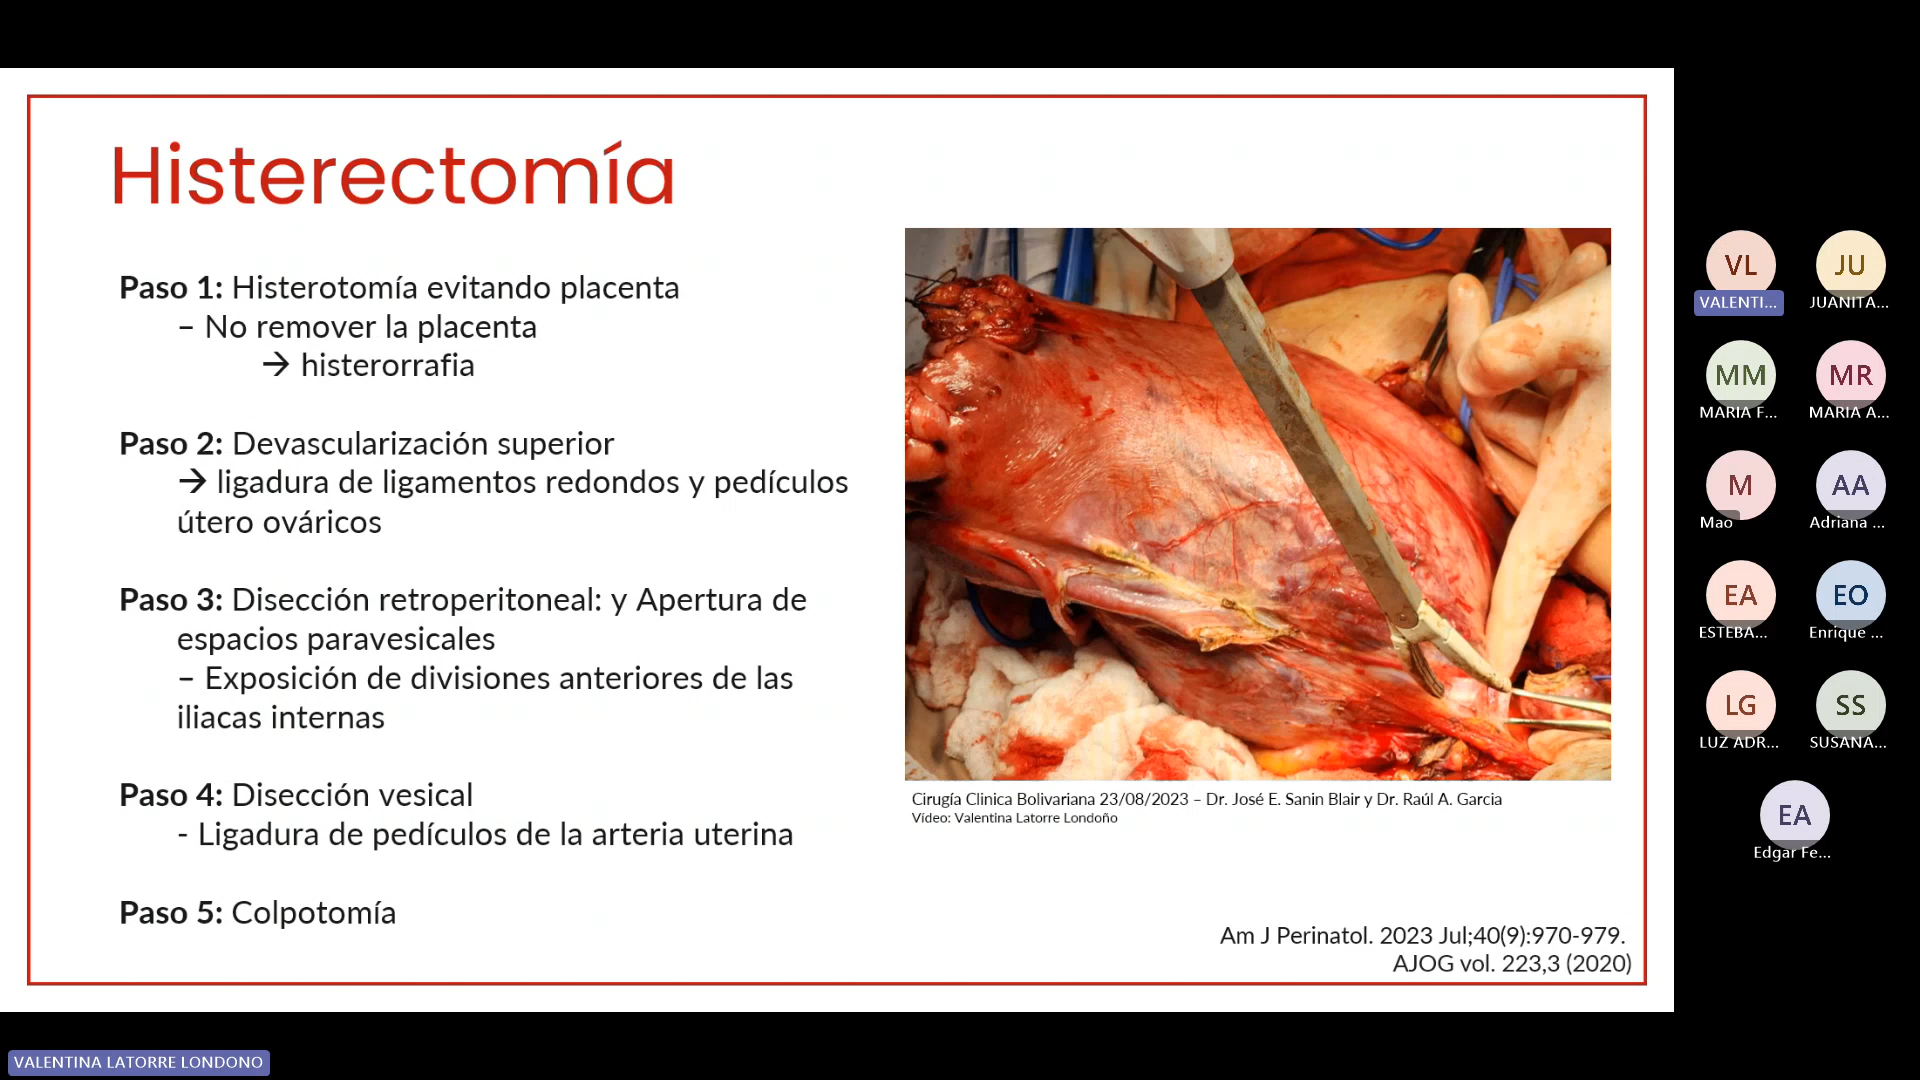 Histerectomía
Paso 1: Histerotomía evitando placenta
– No remover la placenta
→ histerorrafia
Paso 2: Devascularización superior
→ ligadura de ligamentos redondos y pedículos
útero ováricos
Paso 3: Disección retroperitoneal: y Apertura de
espacios paravesicales
– Exposición de divisiones anteriores de las
iliacas internas
Paso 4: Disección vesical
- Ligadura de pedículos de la arteria uterina
Paso 5: Colpotomía
Cirugía Clinica Bolivariana 23/08/2023 – Dr. José E. Sanin Blair y Dr. Raúl A. Garcia
Vídeo: Valentina Latorre Londoño
Am J Perinatol. 2023 Jul;40(9):970-979.
AJOG vol. 223,3 (2020)
VL
VALENTI...
JU
JUANITA...
MM
MARIA F...
MR
MARIA A...
M
Mao
AA
Adriana ...
EA
ESTEBA...
EO
Enrique ...
LG
LUZ ADR...
SS
SUSANA...
EA
Edgar Fe...
VALENTINA LATORRE LONDONO